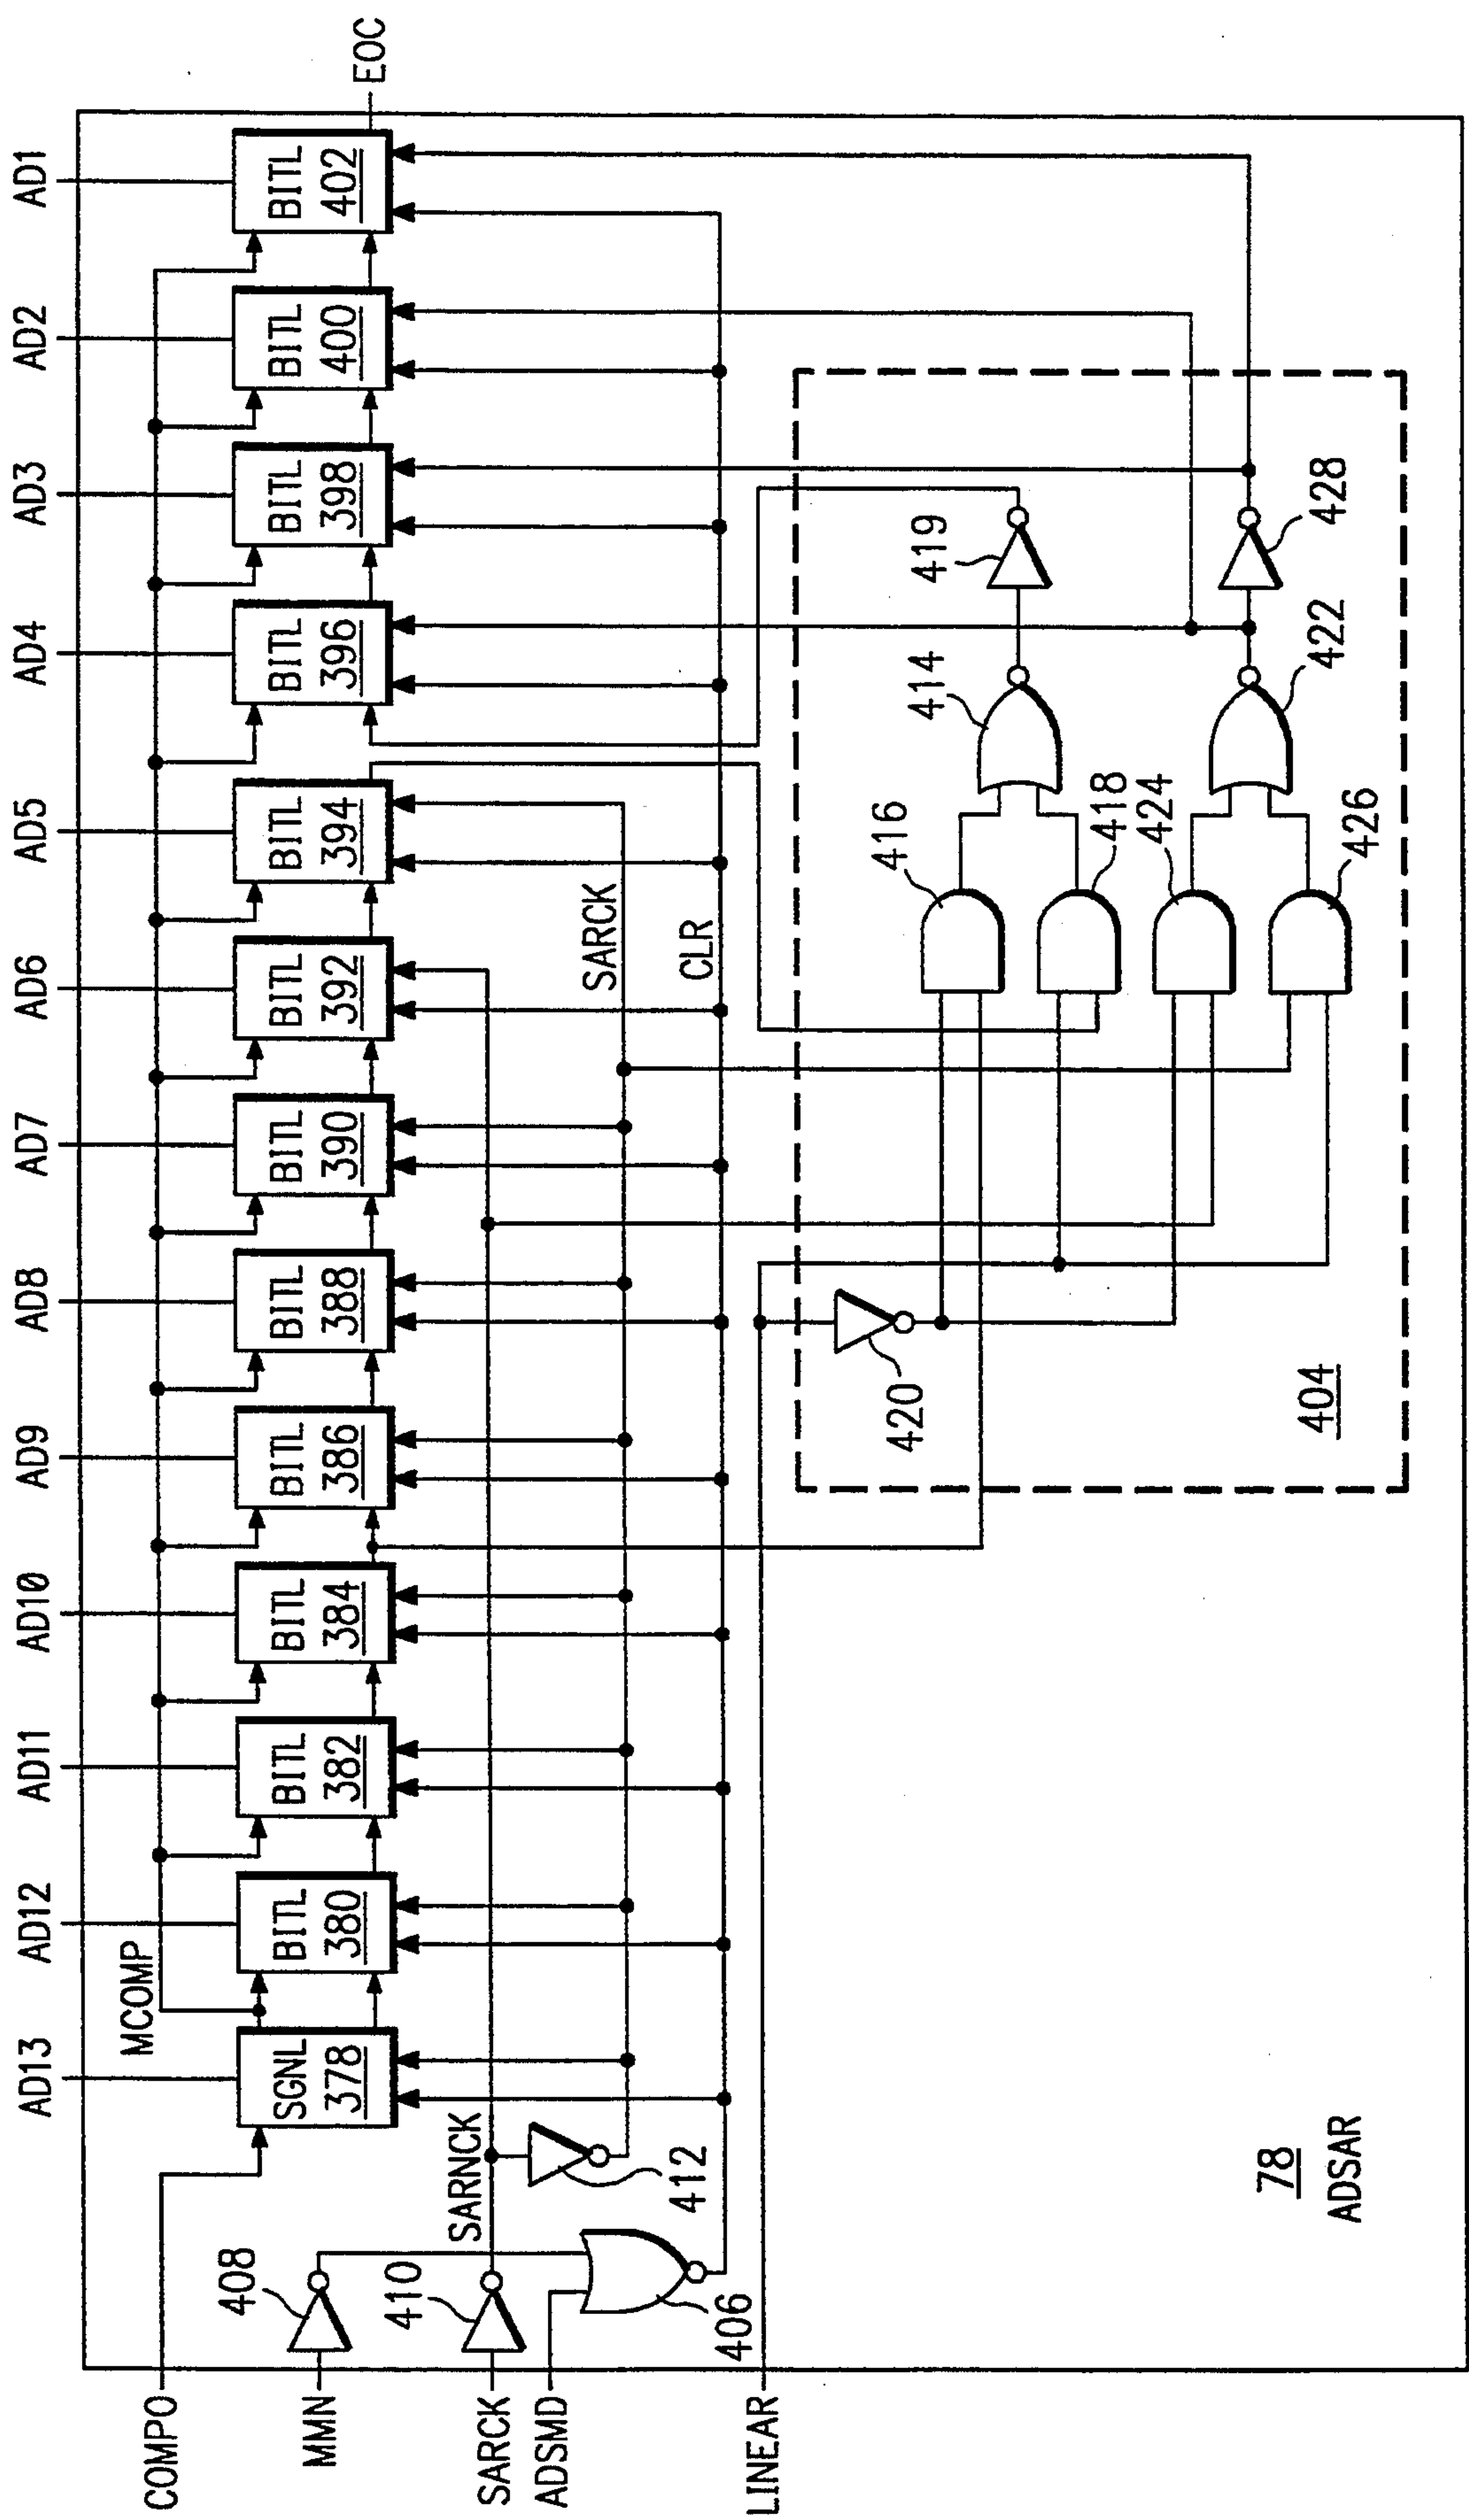 AD13
AD12
AD11
AD10
AD9
AD8
AD7
AD6
AD5
AD4
AD3
AD2
AD1
MCOMP
SGNL
378
BITL
380
BITL
382
BITL
384
BITL
386
BITL
388
BITL
390
BITL
392
BITL
394
BITL
396
BITL
398
BITL
400
BITL
402
EOC
COMPO
MMN
SARCK
ADSMD
LINEAR
408
410
SARNCK
412
406
SARCK
CLR
420
416
414
419
418
424
422
428
426
404
78
ADSAR